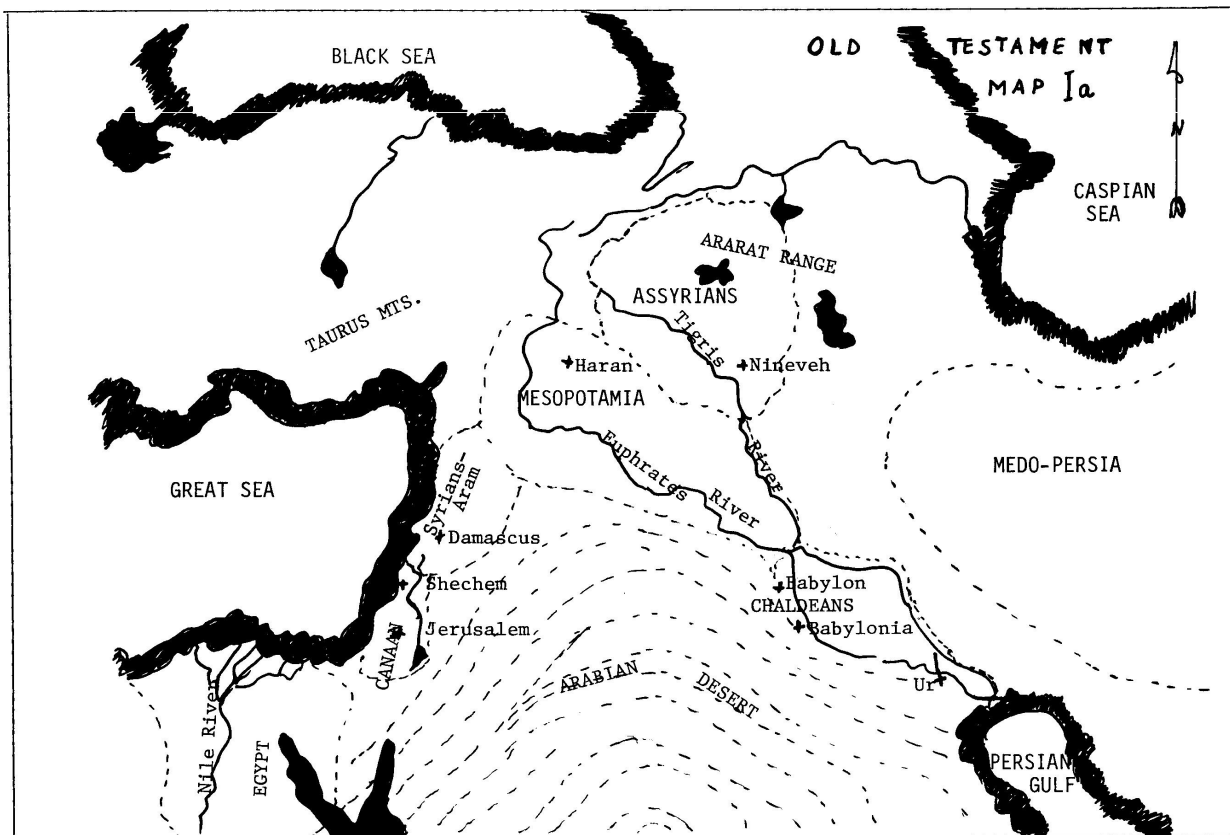 BLACK SEA
OLD TESTAMENT
MAP Ia
N
CASPIAN
SEA
ARARAT RANGE
ASSYRIANS
TAURUS MTS.
Tigris
River
Haran
Nineveh
MESOPOTAMIA
Euphrates
River
MEDO-PERSIA
GREAT SEA
Syrians-
Aram
Damascus
Shechem
Jerusalem
CANAAN
Babylon
CHALDEANS
Babylonia
Ur
ARABIAN DESERT
Nile River
EGYPT
PERSIAN
GULF